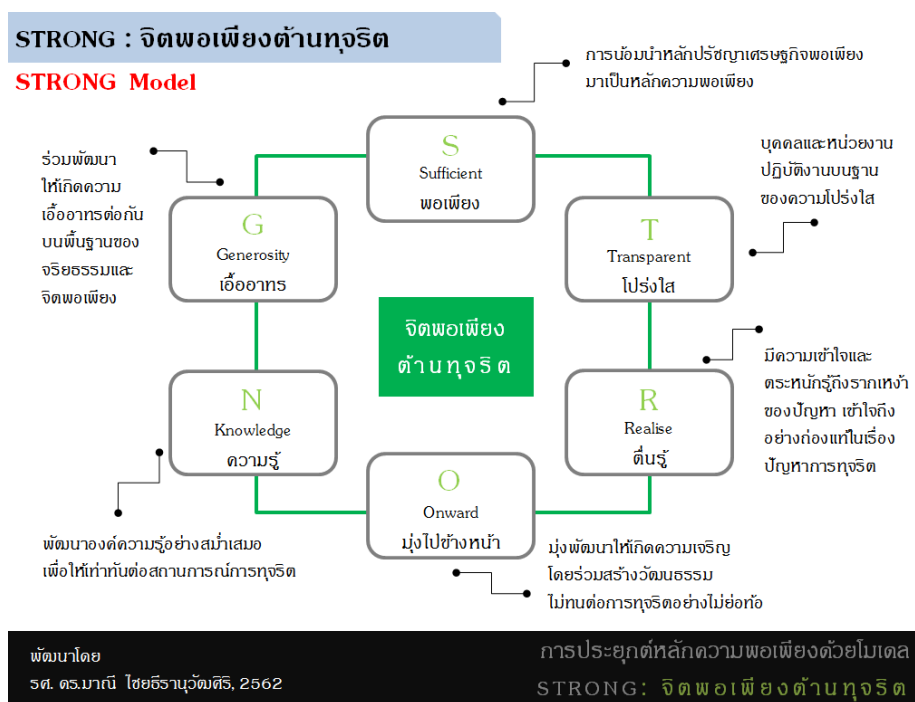 STRONG : จิตพอเพียงต้านทุจริต
STRONG Model
การน้อมนำหลักปรัชญาเศรษฐกิจพอเพียง
มาเป็นหลักความพอเพียง
S
Sufficient
พอเพียง
บุคคลและหน่วยงาน
ปฏิบัติงานบนฐาน
ของความโปร่งใส
T
Transparent
โปร่งใส
มีความเข้าใจและ
ตระหนักรู้ถึงรากเหง้า
ของปัญหา เข้าใจถึง
อย่างถ่องแท้ในเรื่อง
ปัญหาการทุจริต
R
Realise
ตื่นรู้
O
Onward
มุ่งไปข้างหน้า
มุ่งพัฒนาให้เกิดความเจริญ
โดยร่วมสร้างวัฒนธรรม
ไม่ทนต่อการทุจริตอย่างไม่ย่อท้อ
N
Knowledge
ความรู้
พัฒนาองค์ความรู้อย่างสม่ำเสมอ
เพื่อให้เท่าทันต่อสถานการณ์การทุจริต
G
Generosity
เอื้ออาทร
ร่วมพัฒนา
ให้เกิดความ
เอื้ออาทรต่อกัน
บนพื้นฐานของ
จริยธรรมและ
จิตพอเพียง
จิตพอเพียง
ต้านทุจริต
พัฒนาโดย
รศ. ดร.มาณี ไชยธีรานุวัฒศิริ, 2562
การประยุกต์หลักความพอเพียงด้วยโมเดล
STRONG: จิตพอเพียงต้านทุจริต